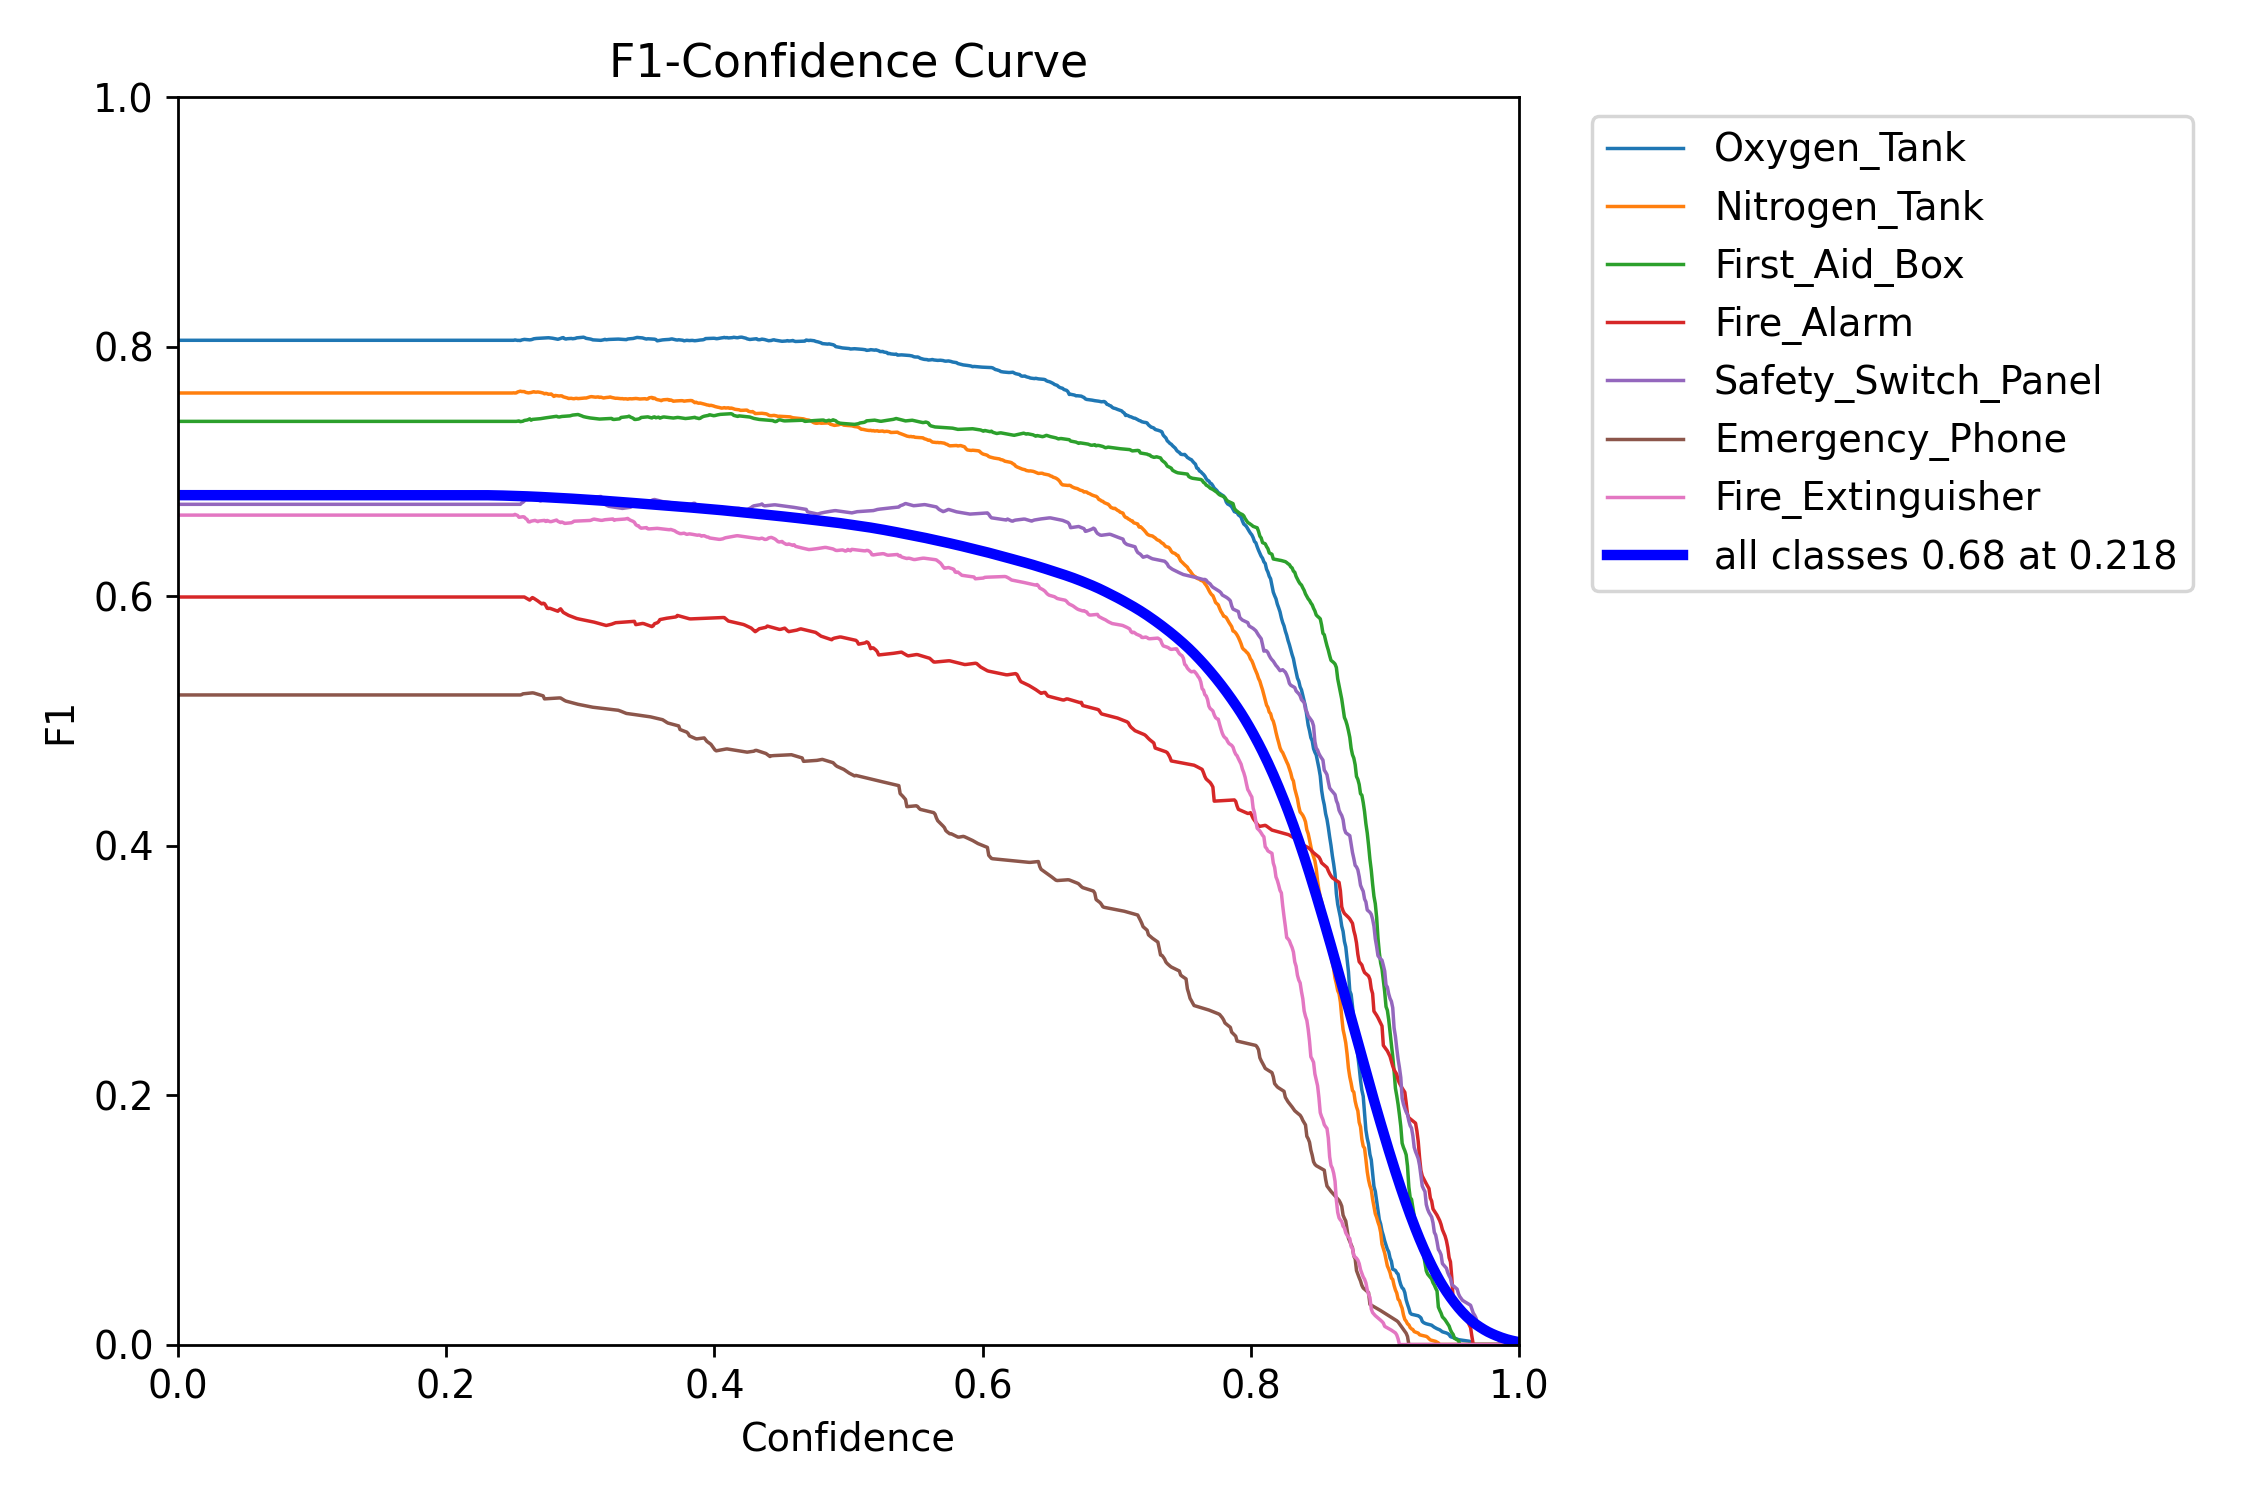 F1-Confidence Curve
1.0
0.8
0.6
0.4
0.2
0.0
F1
0.0 0.2 0.4 0.6 0.8 1.0
Confidence
Oxygen_Tank
Nitrogen_Tank
First_Aid_Box
Fire_Alarm
Safety_Switch_Panel
Emergency_Phone
Fire_Extinguisher
all classes 0.68 at 0.218